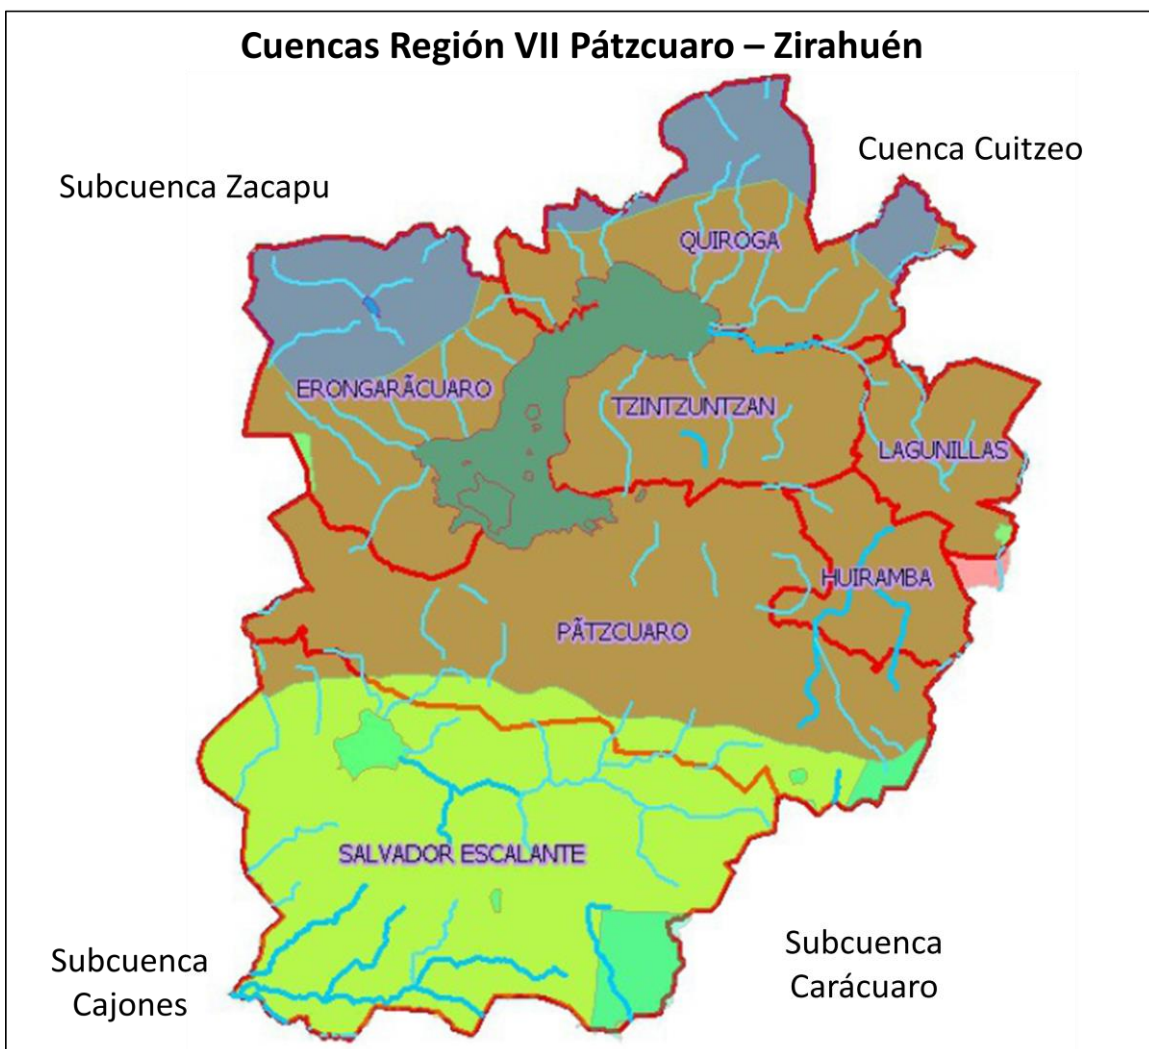 Cuencas Región VII Pátzcuaro – Zirahuén
Cuenca Cuitzeo
Subcuenca Zacapu
QUIROGA
ERONGARÃCUARO
TZINTZUNTZAN
LAGUNILLAS
HUIRAMBA
PÃTZCUARO
SALVADOR ESCALANTE
Subcuenca
Cajones
Subcuenca
Carácuaro